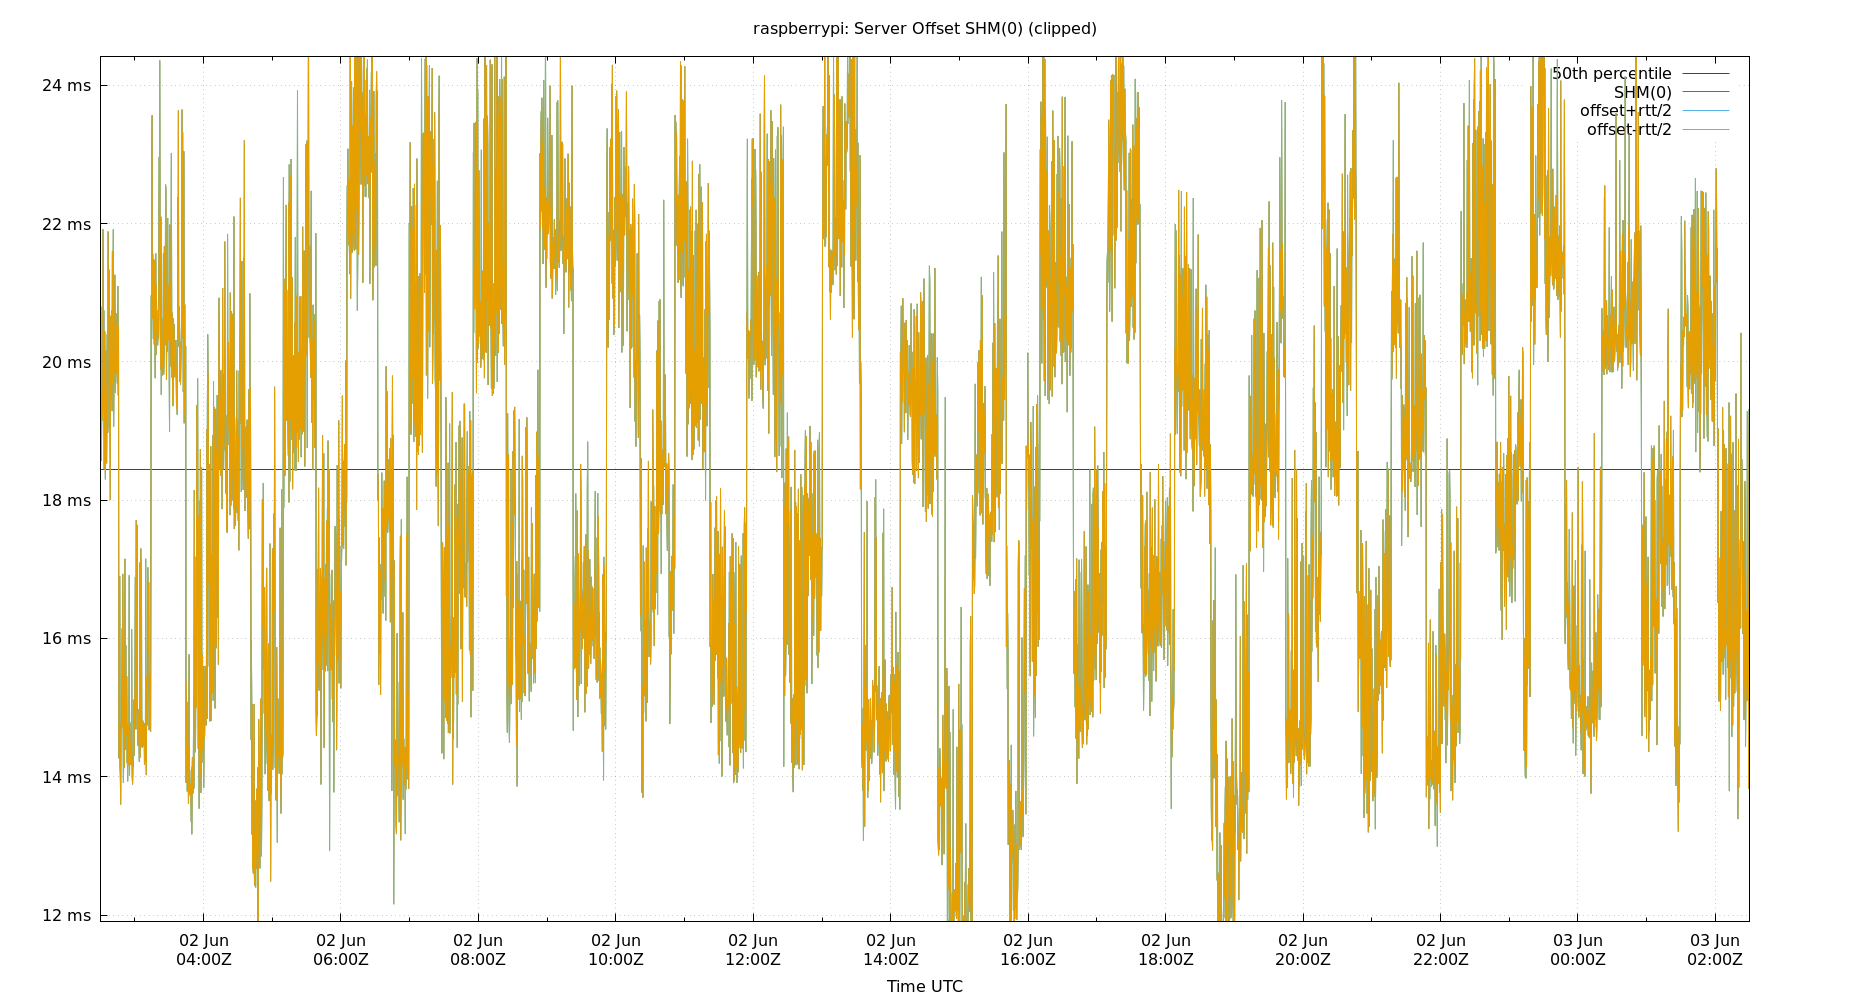 raspberrypi: Server Offset SHM(0) (clipped)
24 ms
22 ms
20 ms
18 ms
16 ms
14 ms
12 ms
50th percentile
SHM(0)
offset+rtt/2
offset-rtt/2
02 Jun 02 Jun 02 Jun 02 Jun 02 Jun 02 Jun 02 Jun 02 Jun 02 Jun 02 Jun 03 Jun 03 Jun
04:00Z 06:00Z 08:00Z 10:00Z 12:00Z 14:00Z 16:00Z 18:00Z 20:00Z 22:00Z 00:00Z 02:00Z
Time UTC